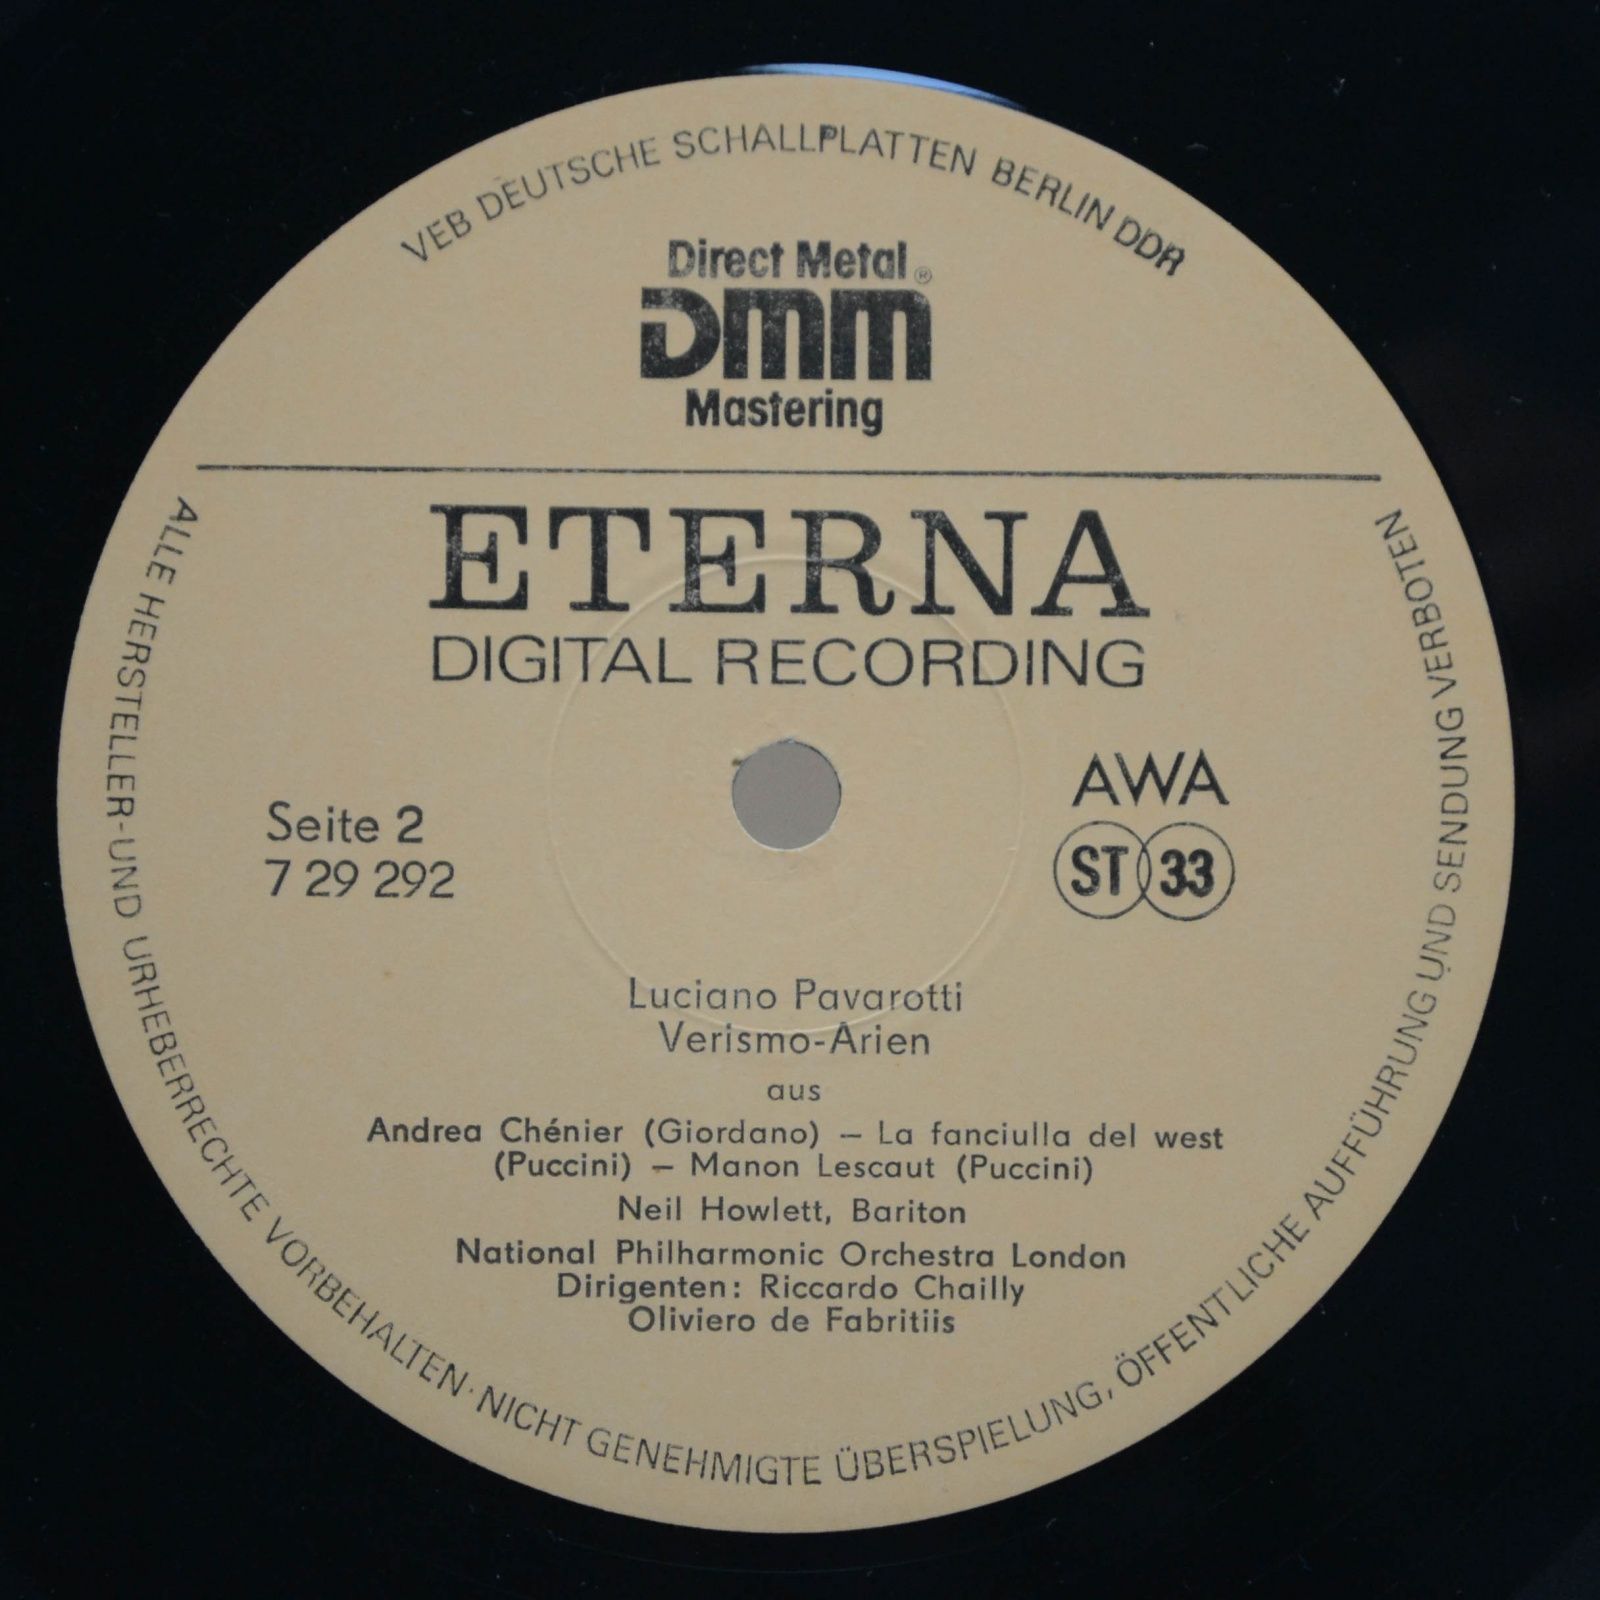 VEB DEUTSCHE SCHALLPLATTEN BERLIN DDR
Direct Metal ®
DMM
Mastering
ETERNA
DIGITAL RECORDING
Seite 2
7 29 292
AWA
ST 33
Luciano Pavarotti
Verismo-Arien
aus
Andrea Chénier (Giordano) – La fanciulla del west
(Puccini) – Manon Lescaut (Puccini)
Neil Howlett, Bariton
National Philharmonic Orchestra London
Dirigenten: Riccardo Chailly
Oliviero de Fabritiis
ALLE HERSTELLER-UND URHEBERRECHTE VORBEHALTEN · NICHT GENEHMIGTE ÜBERSPIELUNG, ÖFFENTLICHE AUFFÜHRUNG UND SENDUNG VERBOTEN